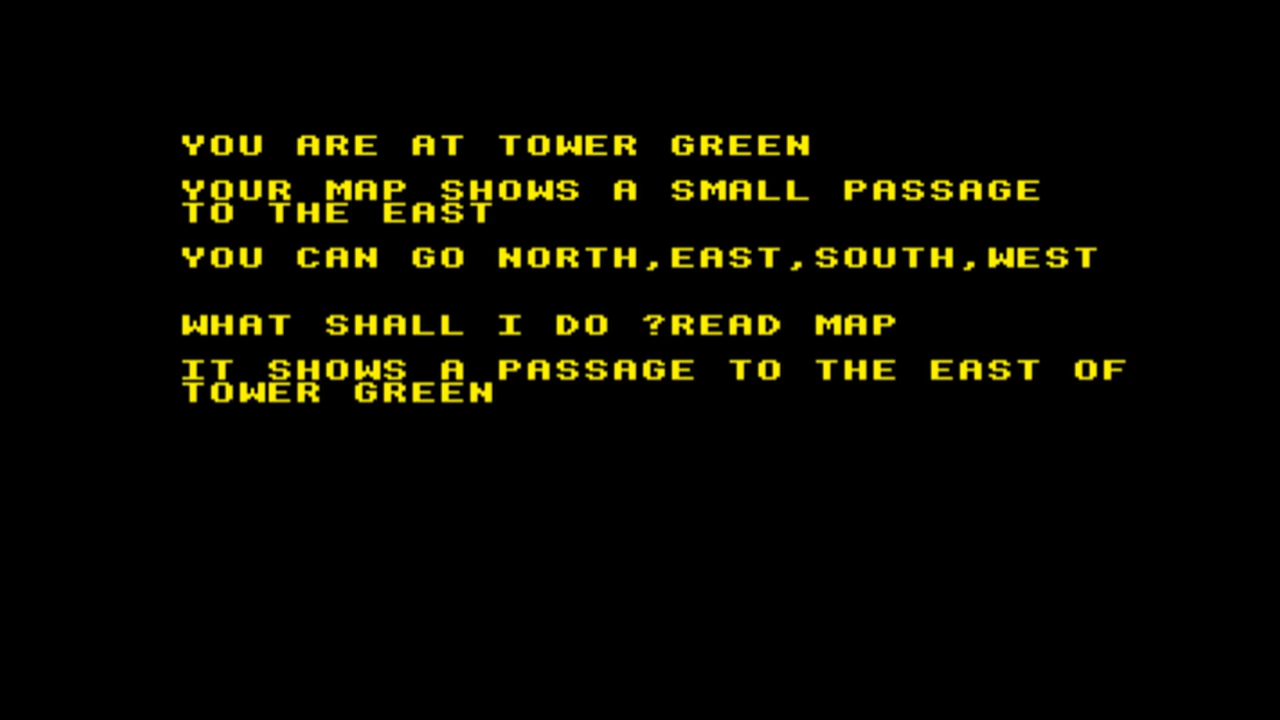 YOU ARE AT TOWER GREEN
YOUR MAP SHOWS A SMALL PASSAGE
TO THE EAST
YOU CAN GO NORTH,EAST,SOUTH,WEST
WHAT SHALL I DO ?READ MAP
IT SHOWS A PASSAGE TO THE EAST OF
TOWER GREEN